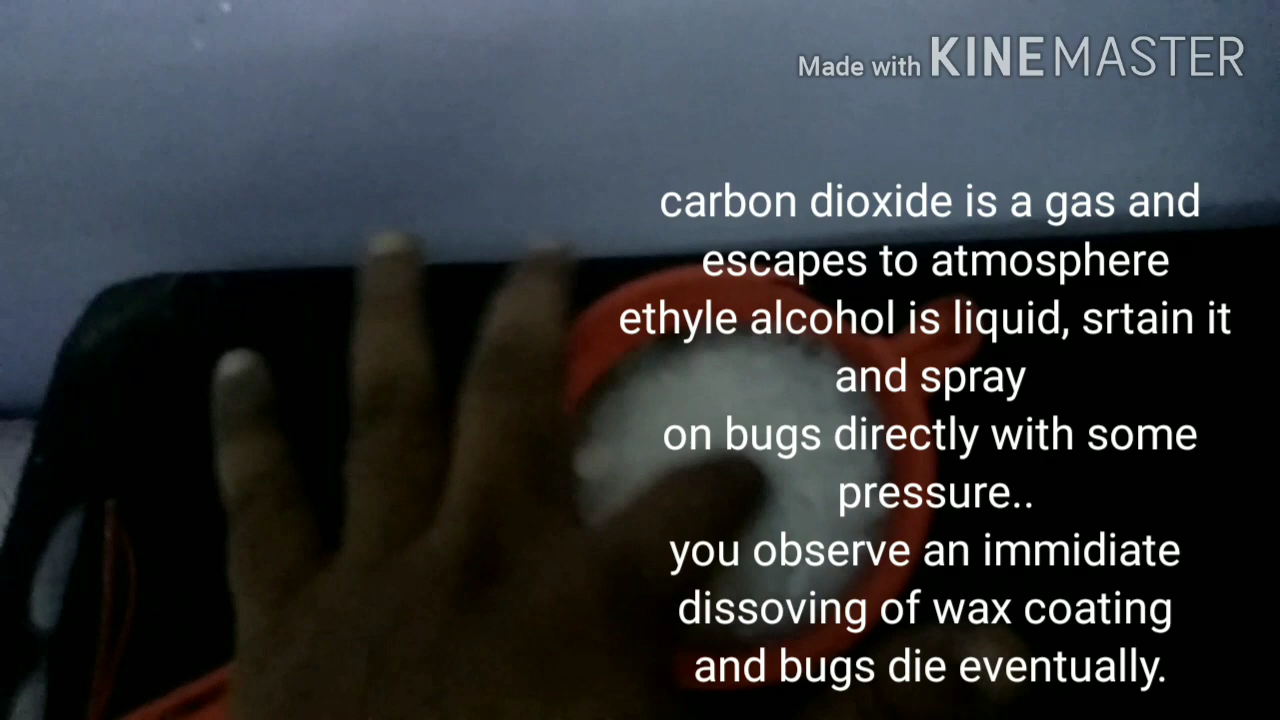 Made with KINEMASTER
carbon dioxide is a gas and
escapes to atmosphere
ethyle alcohol is liquid, srtain it
and spray
on bugs directly with some
pressure..
you observe an immidiate
dissoving of wax coating
and bugs die eventually.